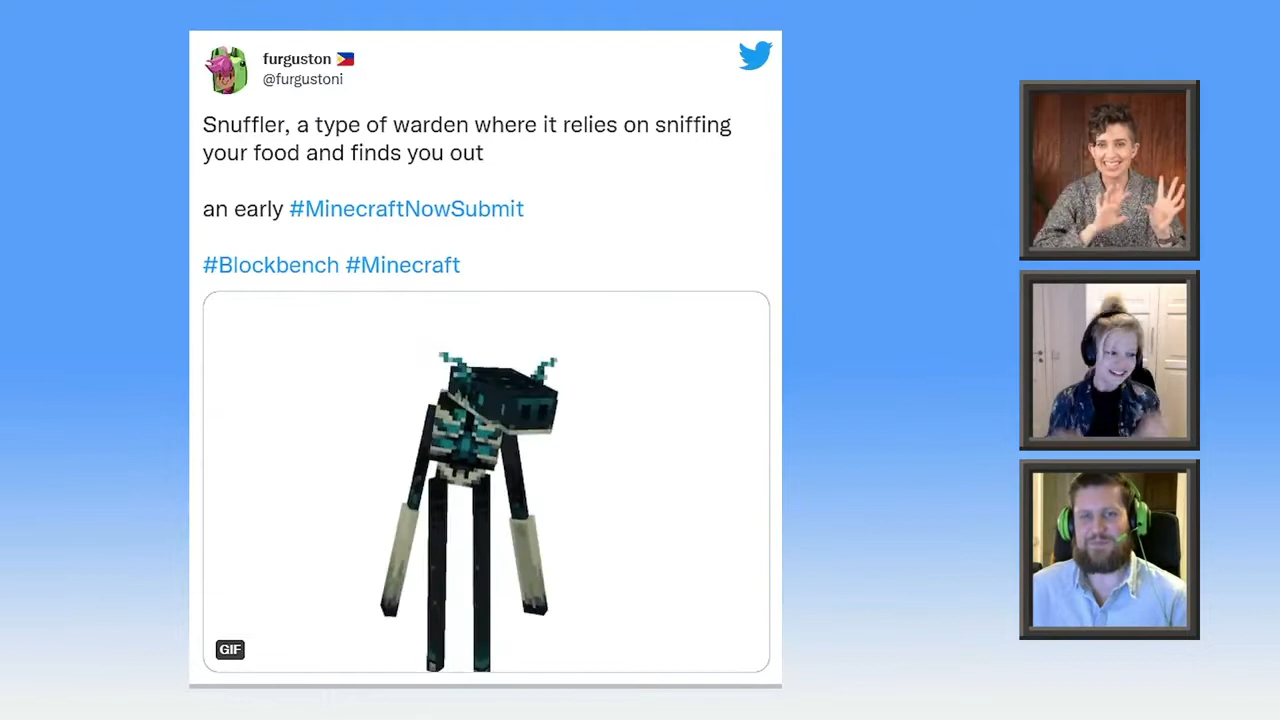 furguston 🇵🇭
@furgustoni
Snuffler, a type of warden where it relies on sniffing
your food and finds you out
an early #MinecraftNowSubmit
#Blockbench #Minecraft
GIF